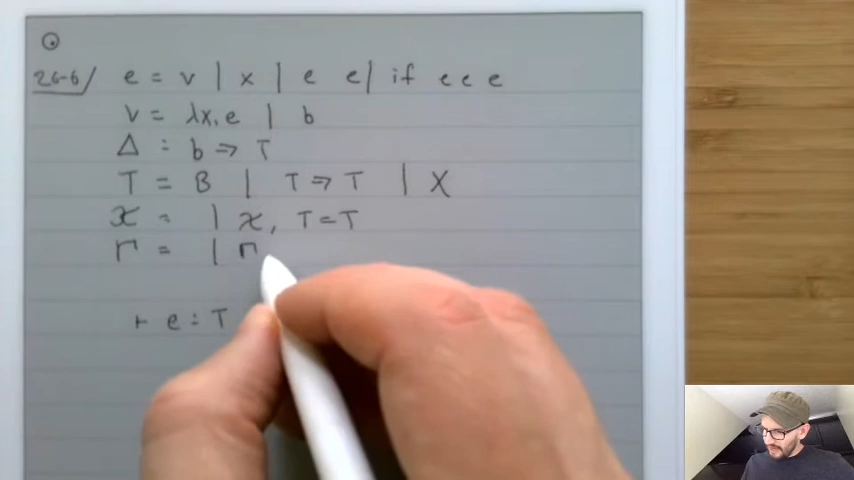 26-6/ e = v | x | e e | if e e e
v = λx.e | b
Δ : b ⇒ T
T = B | T ⇒ T | X
𝒳 = | 𝒳, T = T
Γ = | Γ
⊢ e : T